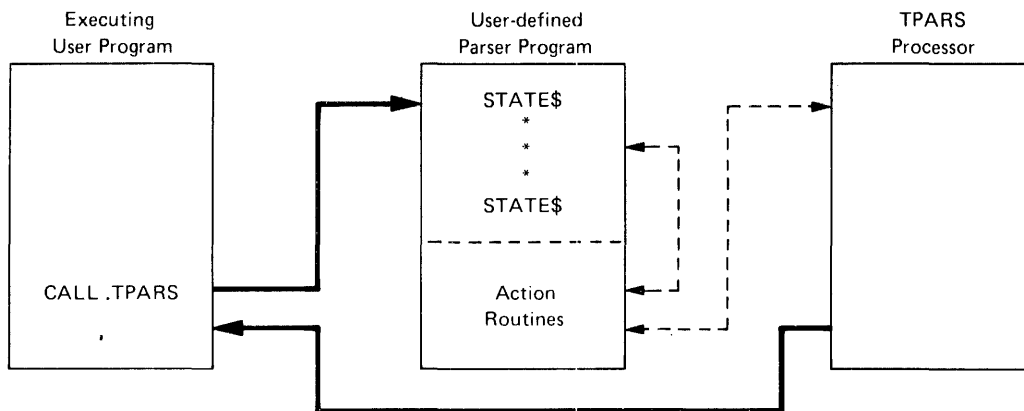 Executing
User Program
User-defined
Parser Program
TPARS
Processor
STATE$
*
*
*
STATE$
CALL .TPARS
Action
Routines